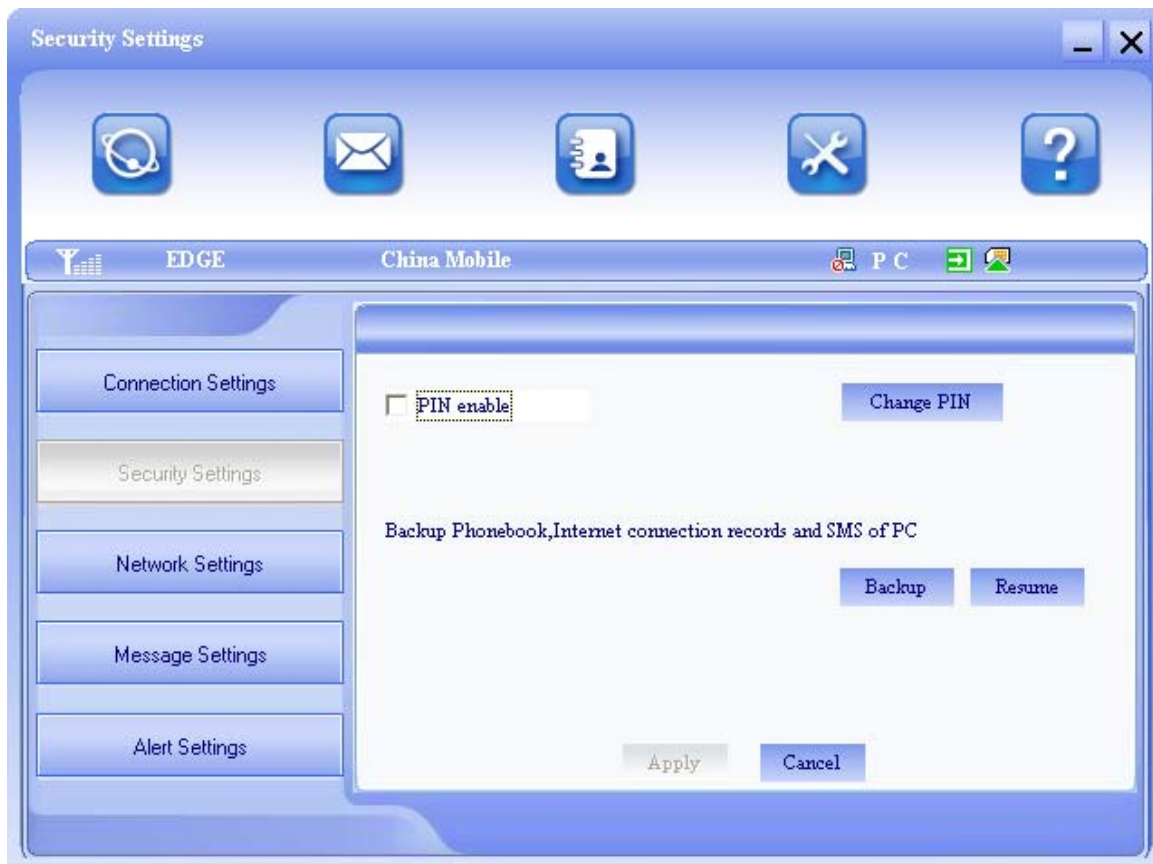 Security Settings
EDGE China Mobile P C
Connection Settings
Security Settings
Network Settings
Message Settings
Alert Settings
PIN enable
Change PIN
Backup Phonebook,Internet connection records and SMS of PC
Backup Resume
Apply Cancel